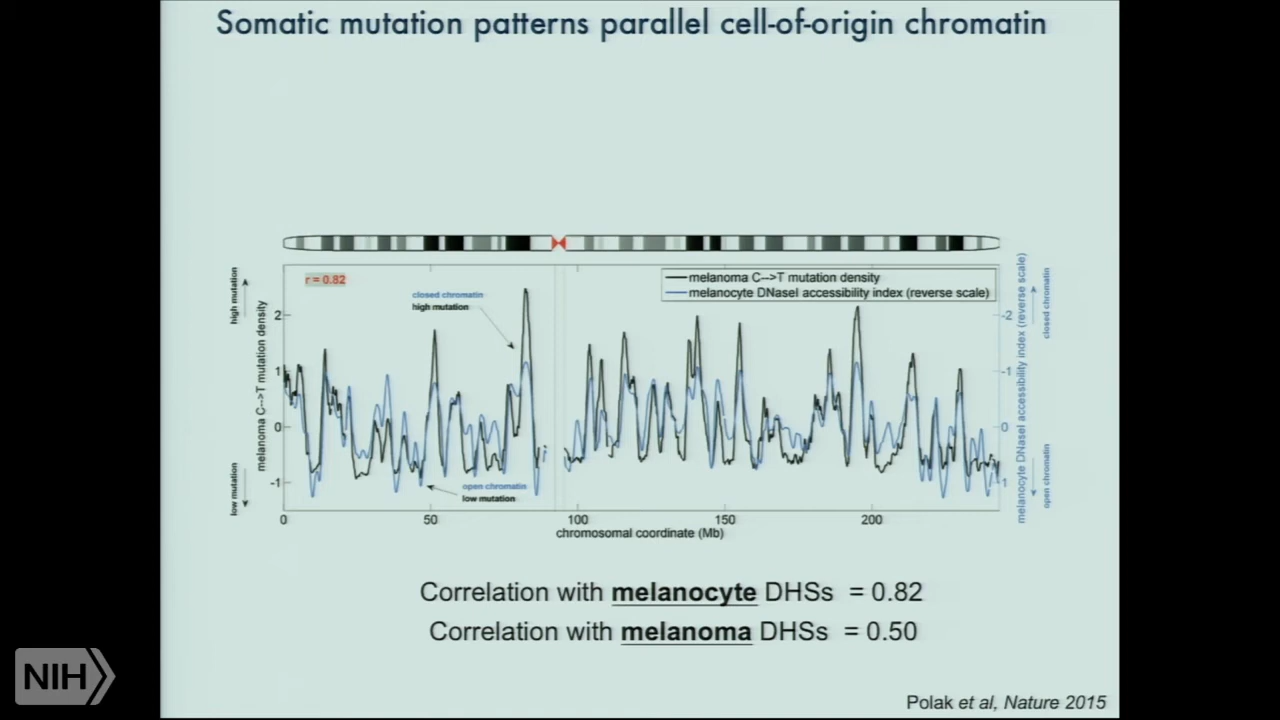 Somatic mutation patterns parallel cell-of-origin chromatin
r = 0.82
melanoma C-->T mutation density
melanocyte DNaseI accessibility index (reverse scale)
closed chromatin
high mutation
open chromatin
low mutation
high mutation
low mutation
melanoma C-->T mutation density
2
1
0
-1
-2
-1
0
1
melanocyte DNaseI accessibility index (reverse scale)
closed chromatin
open chromatin
0 50 100 150 200
chromosomal coordinate (Mb)
Correlation with melanocyte DHSs = 0.82
Correlation with melanoma DHSs = 0.50
NIH
Polak et al, Nature 2015